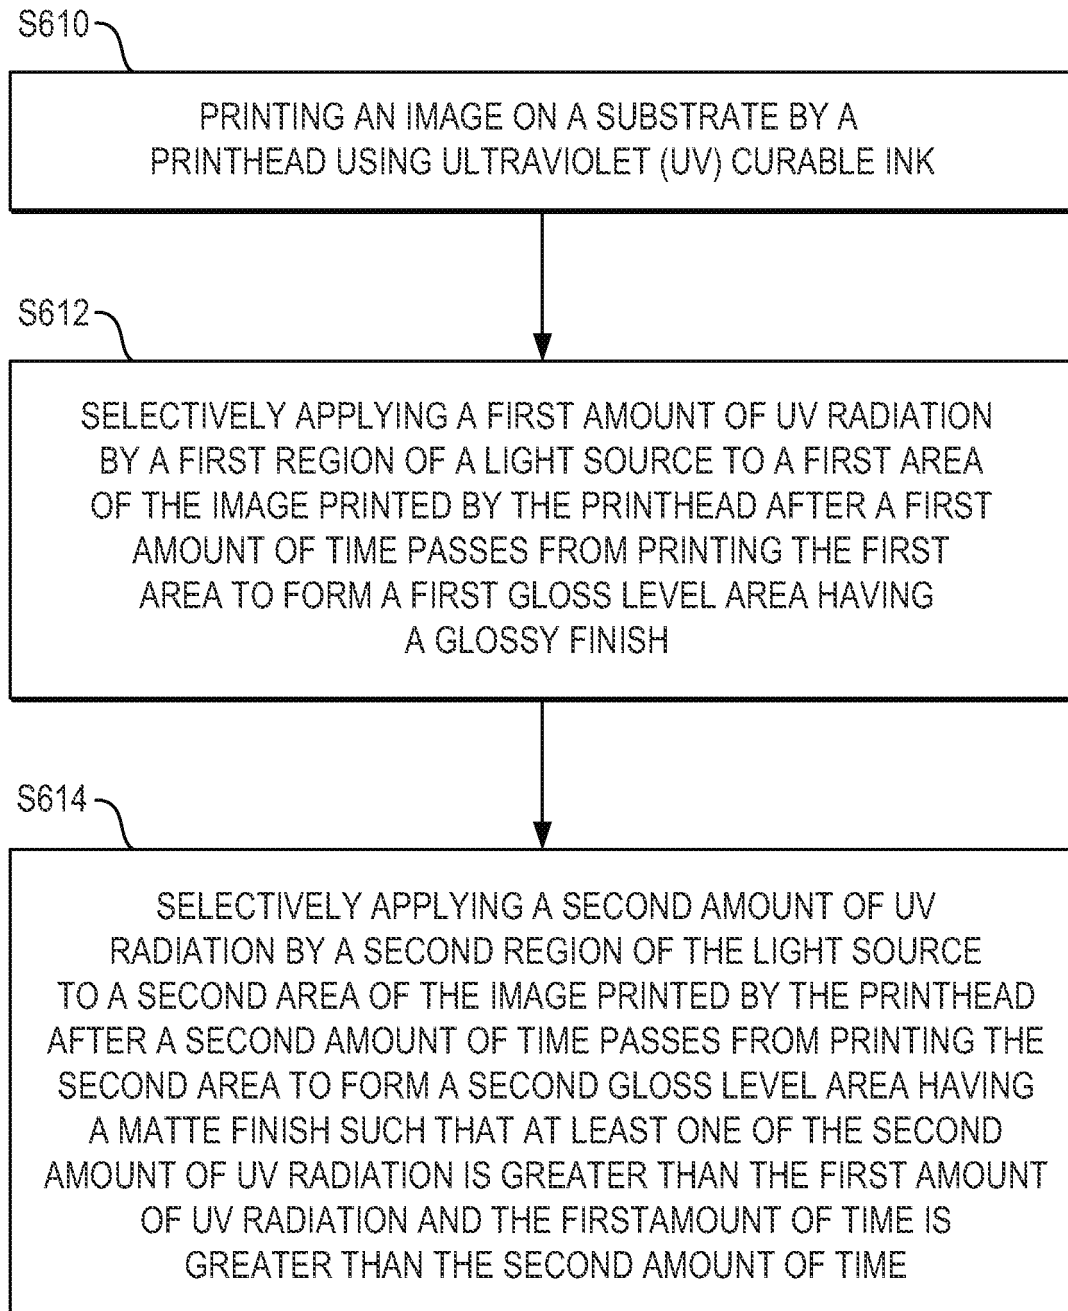 S610
PRINTING AN IMAGE ON A SUBSTRATE BY A
PRINTHEAD USING ULTRAVIOLET (UV) CURABLE INK
S612
SELECTIVELY APPLYING A FIRST AMOUNT OF UV RADIATION
BY A FIRST REGION OF A LIGHT SOURCE TO A FIRST AREA
OF THE IMAGE PRINTED BY THE PRINTHEAD AFTER A FIRST
AMOUNT OF TIME PASSES FROM PRINTING THE FIRST
AREA TO FORM A FIRST GLOSS LEVEL AREA HAVING
A GLOSSY FINISH
S614
SELECTIVELY APPLYING A SECOND AMOUNT OF UV
RADIATION BY A SECOND REGION OF THE LIGHT SOURCE
TO A SECOND AREA OF THE IMAGE PRINTED BY THE PRINTHEAD
AFTER A SECOND AMOUNT OF TIME PASSES FROM PRINTING THE
SECOND AREA TO FORM A SECOND GLOSS LEVEL AREA HAVING
A MATTE FINISH SUCH THAT AT LEAST ONE OF THE SECOND
AMOUNT OF UV RADIATION IS GREATER THAN THE FIRST AMOUNT
OF UV RADIATION AND THE FIRSTAMOUNT OF TIME IS
GREATER THAN THE SECOND AMOUNT OF TIME